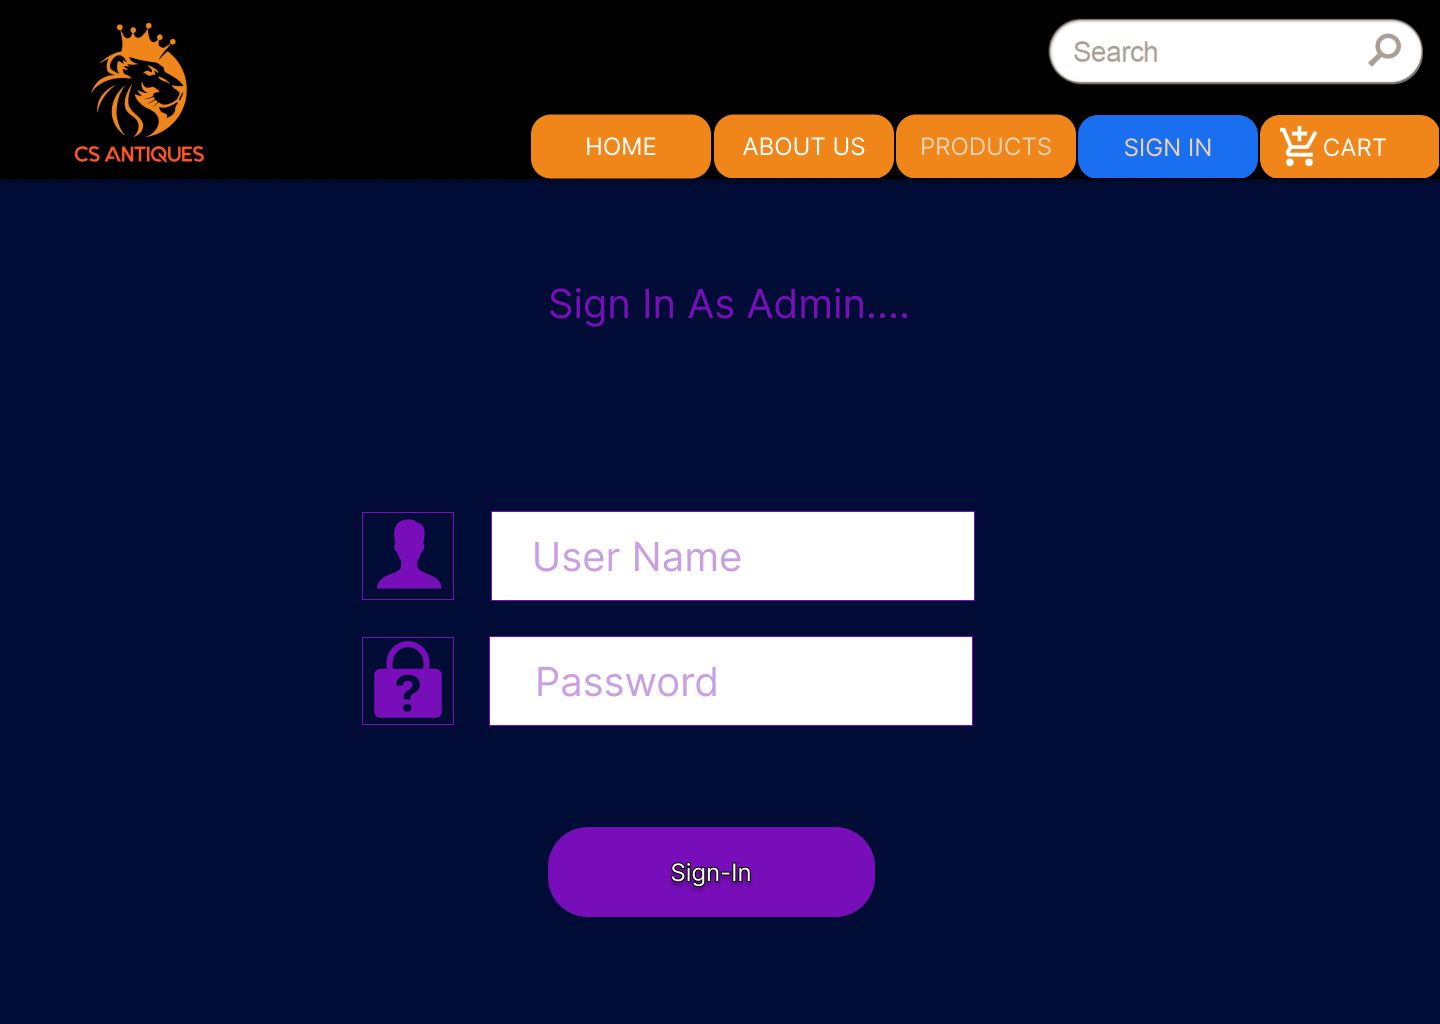 Search
CS ANTIQUES
HOME
ABOUT US
PRODUCTS
SIGN IN
CART
Sign In As Admin....
User Name
?
Password
Sign-In